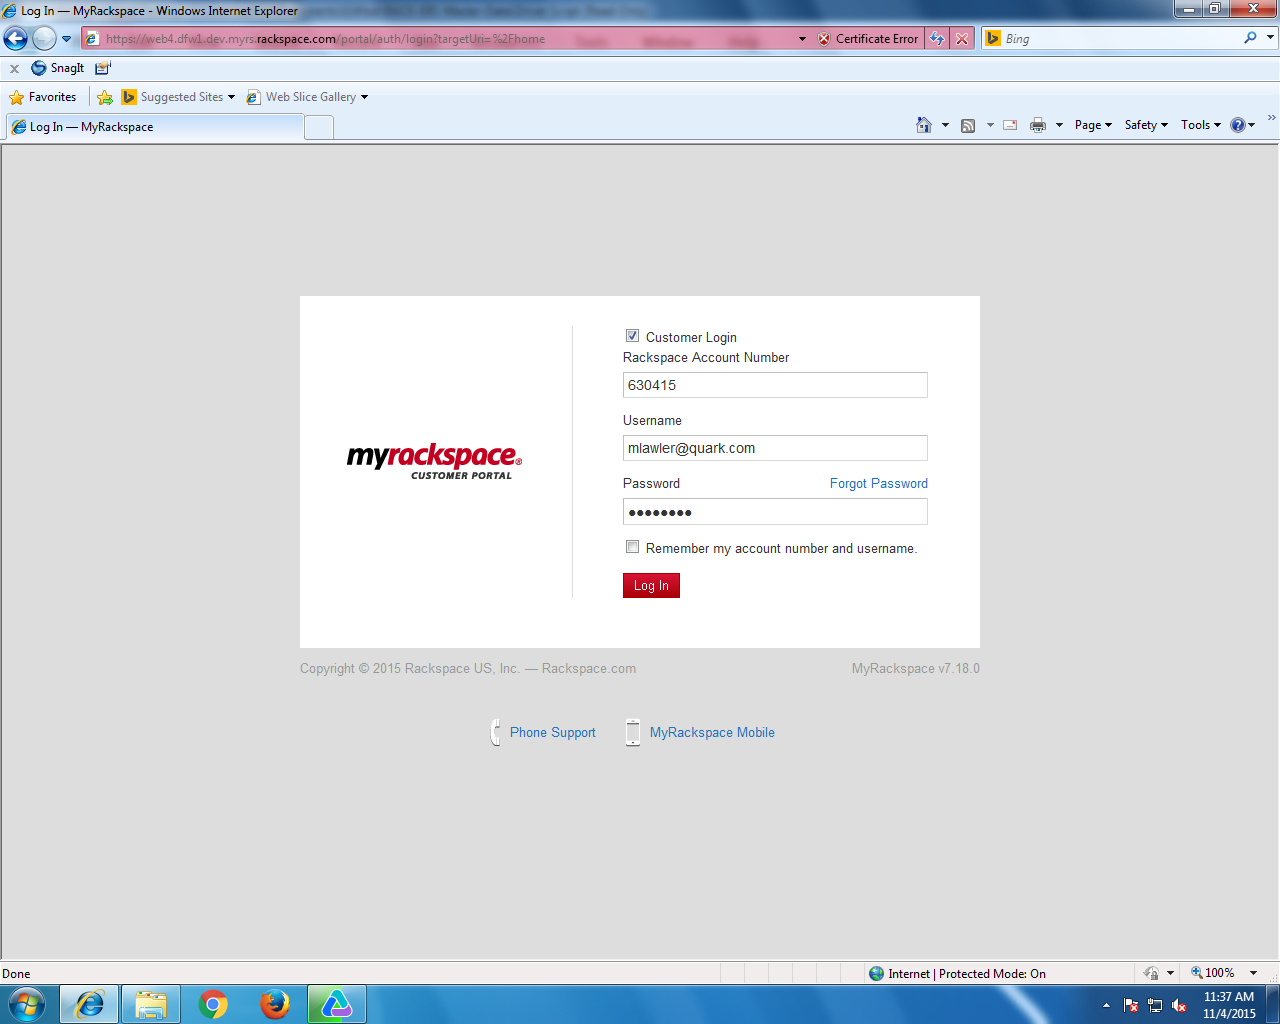 Log In — MyRackspace - Windows Internet Explorer
https://web4.dfw1.dev.myrs.rackspace.com/portal/auth/login?targetUri=%2Fhome
Certificate Error
Bing
x SnagIt
Favorites
Suggested Sites
Web Slice Gallery
Log In — MyRackspace
Page
Safety
Tools
Customer Login
Rackspace Account Number
630415
Username
mlawler@quark.com
Password Forgot Password
myrackspace®
CUSTOMER PORTAL
Remember my account number and username.
Log In
Copyright © 2015 Rackspace US, Inc. — Rackspace.com
MyRackspace v7.18.0
Phone Support
MyRackspace Mobile
Done
Internet | Protected Mode: On
100%
11:37 AM
11/4/2015